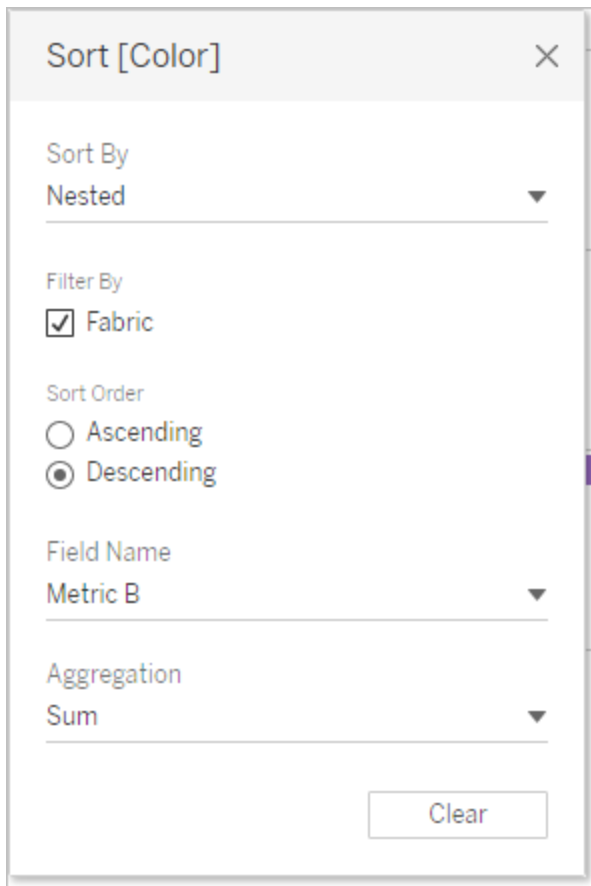 Sort [Color]
Sort By
Nested
Filter By
Fabric
Sort Order
Ascending
Descending
Field Name
Metric B
Aggregation
Sum
Clear